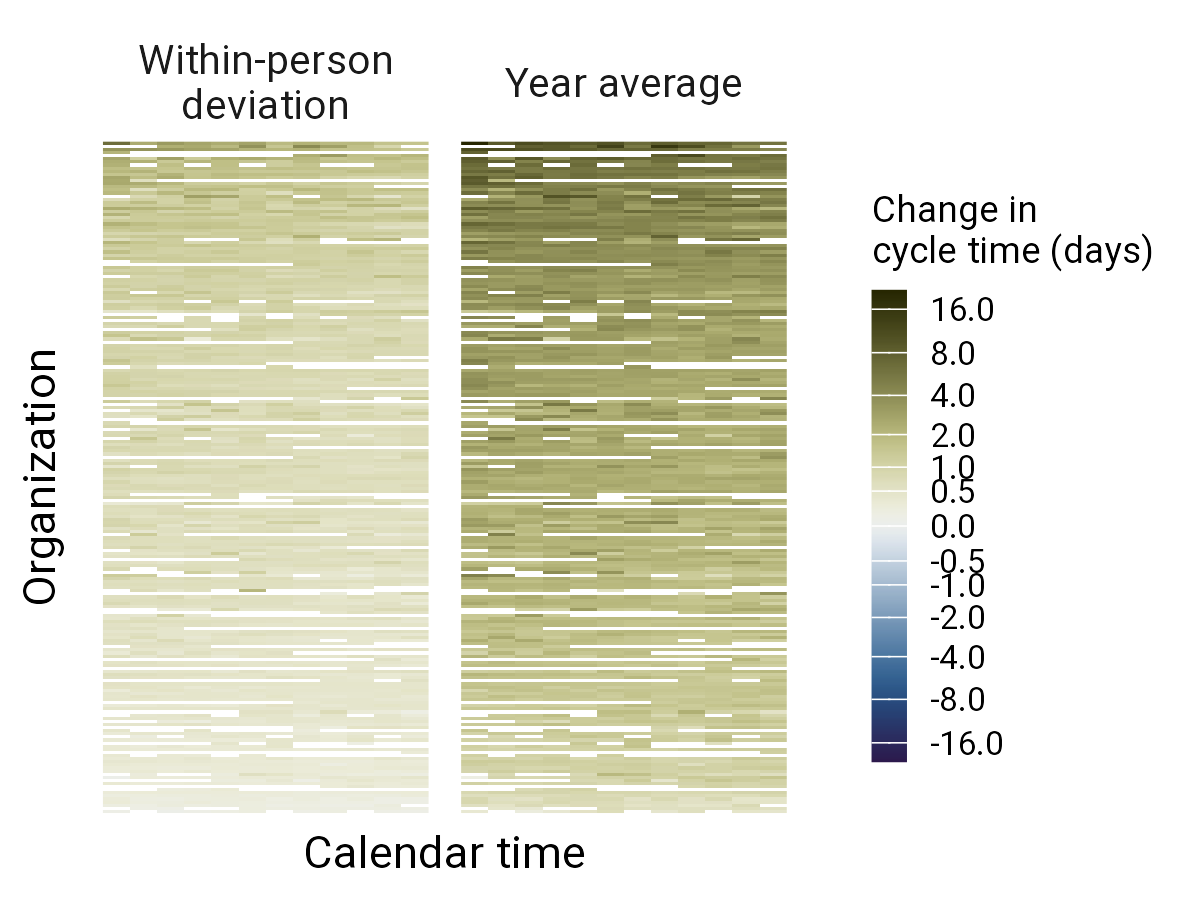 Within-person
deviation
Year average
Organization
Calendar time
Change in
cycle time (days)
16.0
8.0
4.0
2.0
1.0
0.5
0.0
-0.5
-1.0
-2.0
-4.0
-8.0
-16.0